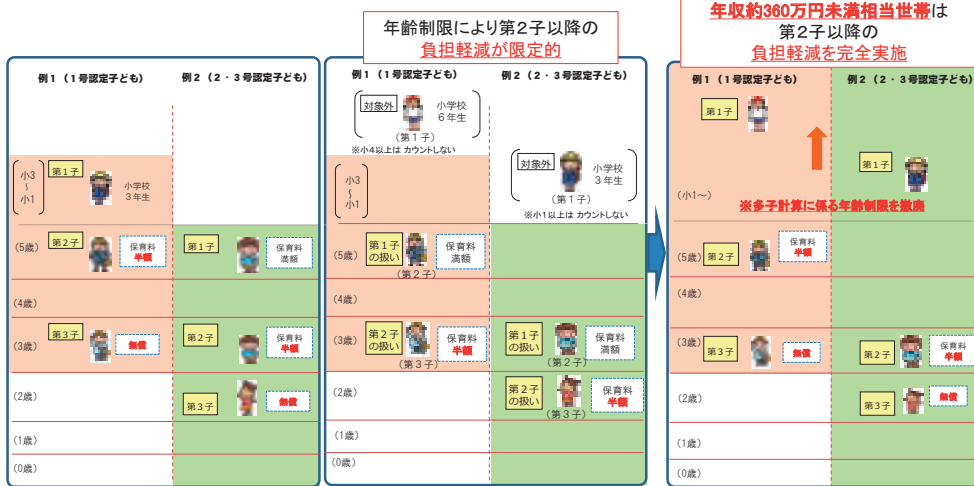 年齢制限により第2子以降の
負担軽減が限定的
年収約360万円未満相当世帯は
第2子以降の
負担軽減を完全実施
例1（1号認定子ども）
例2（2・3号認定子ども）
小3
～
小1
第1子
小学校
3年生
(5歳)
第2子
保育料
半額
第1子
保育料
満額
(4歳)
(3歳)
第3子
無償
第2子
保育料
半額
(2歳)
第3子
無償
(1歳)
(0歳)
例1（1号認定子ども）
例2（2・3号認定子ども）
対象外
小学校
6年生
(第1子)
※小4以上は カウントしない
小3
～
小1
対象外
小学校
3年生
(第1子)
※小1以上は カウントしない
(5歳)
第1子
の扱い
保育料
満額
(第2子)
(4歳)
(3歳)
第2子
の扱い
保育料
半額
(第3子)
第1子
の扱い
保育料
満額
(第2子)
(2歳)
第2子
の扱い
保育料
半額
(第3子)
(1歳)
(0歳)
例1（1号認定子ども）
例2（2・3号認定子ども）
第1子
第1子
(小1～)
※多子計算に係る年齢制限を撤廃
(5歳)
第2子
保育料
半額
(4歳)
(3歳)
第3子
無償
第2子
保育料
半額
(2歳)
第3子
無償
(1歳)
(0歳)